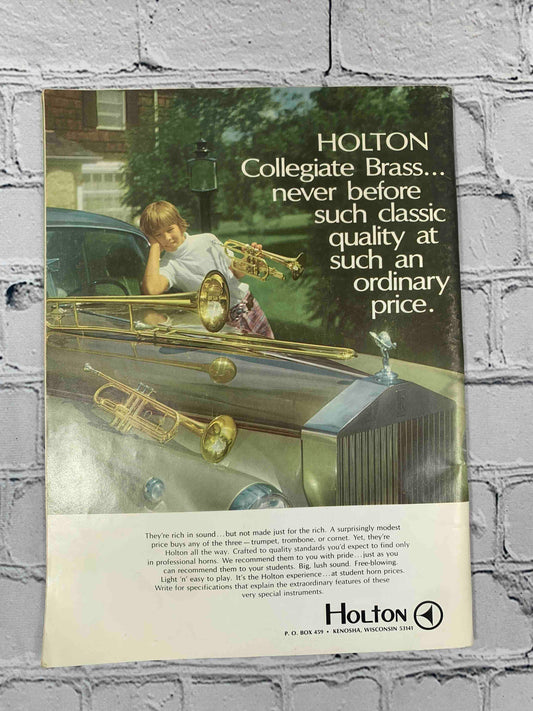 HOLTON
Collegiate Brass...
never before
such classic
quality at
such an
ordinary
price.
They're rich in sound...but not made just for the rich. A surprisingly modest
price buys any of the three—trumpet, trombone, or cornet. Yet, they're
Holton all the way. Crafted to quality standards you'd expect to find only
in professional horns. We recommend them to you with pride...just as you
can recommend them to your students. Big, lush sound. Free-blowing.
Light 'n' easy to play. It's the Holton experience...at student horn prices.
Write for specifications that explain the extraordinary features of these
very special instruments.
HOLTON
P. O. BOX 459 • KENOSHA, WISCONSIN 53141